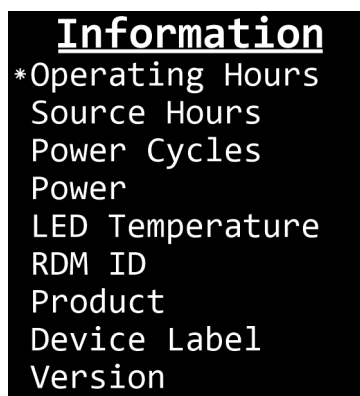 Information
*Operating Hours
Source Hours
Power Cycles
Power
LED Temperature
RDM ID
Product
Device Label
Version